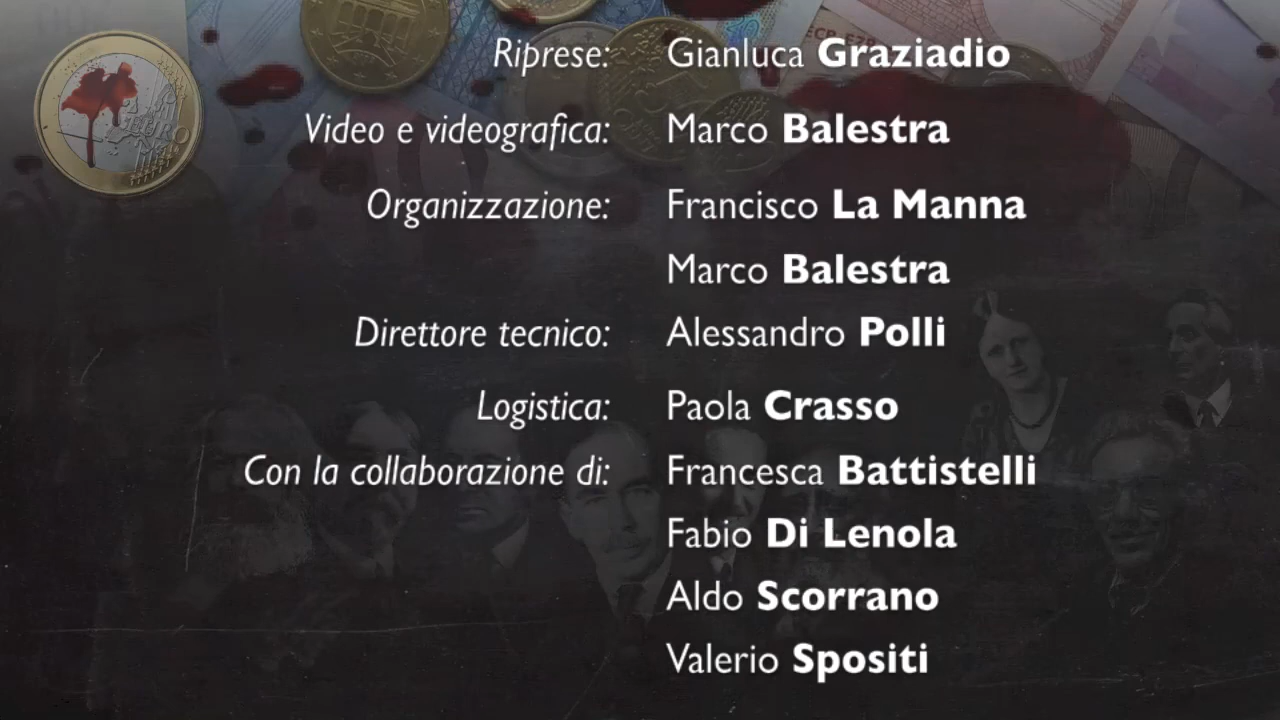 Riprese: Gianluca Graziadio
Video e videografica: Marco Balestra
Organizzazione: Francisco La Manna
Marco Balestra
Direttore tecnico: Alessandro Polli
Logistica: Paola Crasso
Con la collaborazione di: Francesca Battistelli
Fabio Di Lenola
Aldo Scorrano
Valerio Spositi